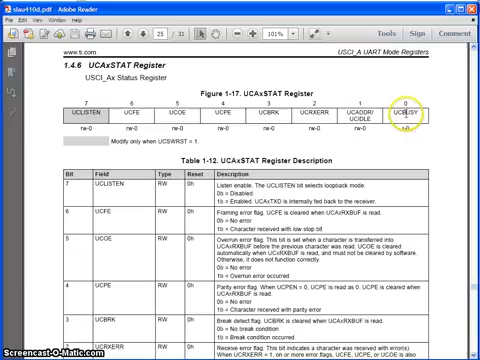 slau410d.pdf - Adobe Reader
File Edit View Window Help
25 / 31 101% Tools Sign Comment
www.ti.com USCI_A UART Mode Registers
1.4.6 UCAxSTAT Register
USCI_Ax Status Register
Figure 1-17. UCAxSTAT Register
7 6 5 4 3 2 1 0
UCLISTEN UCFE UCOE UCPE UCBRK UCRXERR UCADDR/ UCBUSY
UCIDLE
rw-0 rw-0 rw-0 rw-0 rw-0 rw-0 rw-0 r-0
Modify only when UCSWRST = 1.
Table 1-12. UCAxSTAT Register Description
Bit Field Type Reset Description
7 UCLISTEN RW 0h Listen enable. The UCLISTEN bit selects loopback mode.
0b = Disabled
1b = Enabled. UCAxTXD is internally fed back to the receiver.
6 UCFE RW 0h Framing error flag. UCFE is cleared when UCAxRXBUF is read.
0b = No error
1b = Character received with low stop bit
5 UCOE RW 0h Overrun error flag. This bit is set when a character is transferred into
UCAxRXBUF before the previous character was read. UCOE is cleared
automatically when UCxRXBUF is read, and must not be cleared by software.
Otherwise, it does not function correctly.
0b = No error
1b = Overrun error occurred
4 UCPE RW 0h Parity error flag. When UCPEN = 0, UCPE is read as 0. UCPE is cleared when
UCAxRXBUF is read.
0b = No error
1b = Character received with parity error
3 UCBRK RW 0h Break detect flag. UCBRK is cleared when UCAxRXBUF is read.
0b = No break condition
1b = Break condition occurred
2 UCRXERR RW 0h Receive error flag. This bit indicates a character was received with error(s).
When UCRXERR = 1, on or more error flags, UCFE, UCPE, or UCOE is also
Screencast-O-Matic.com